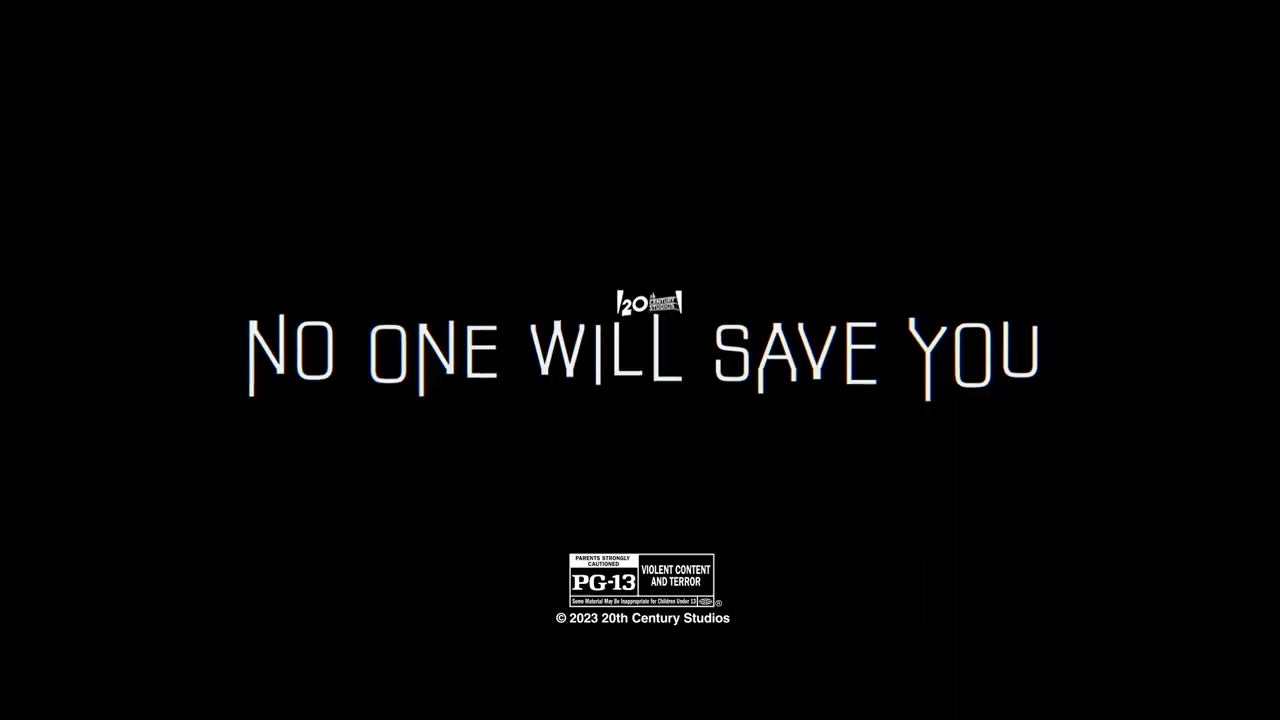 20TH CENTURY STUDIOS
NO ONE WILL SAVE YOU
PARENTS STRONGLY CAUTIONED
PG-13
VIOLENT CONTENT
AND TERROR
Some Material May Be Inappropriate for Children Under 13
®
© 2023 20th Century Studios